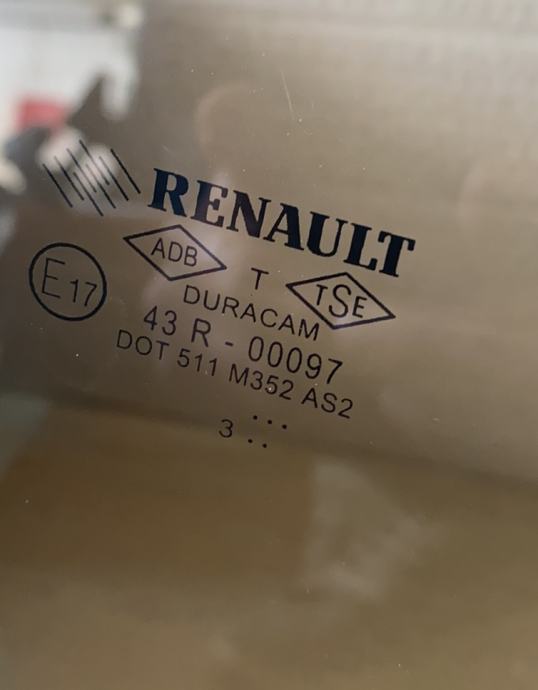 RENAULT
ADB T TSE
E17 DURACAM
43 R - 00097
DOT 511 M352 AS2
...
3 ..